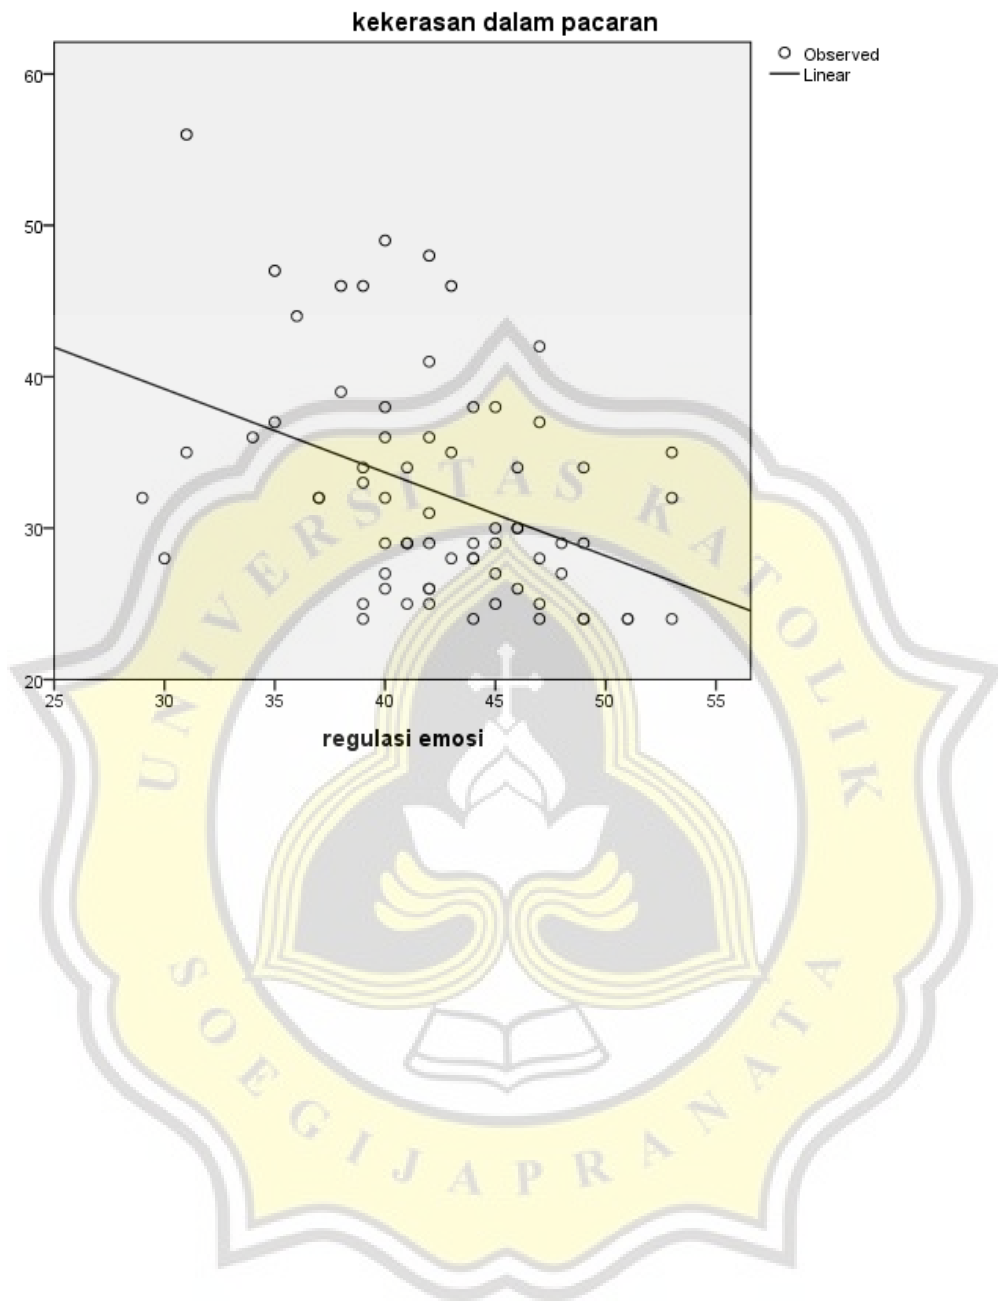 kekerasan dalam pacaran
Observed
Linear
60
50
40
30
20
25 30 35 40 45 50 55
regulasi emosi
UNIVERSITAS KATOLIK
SOEGIJAPRANATA